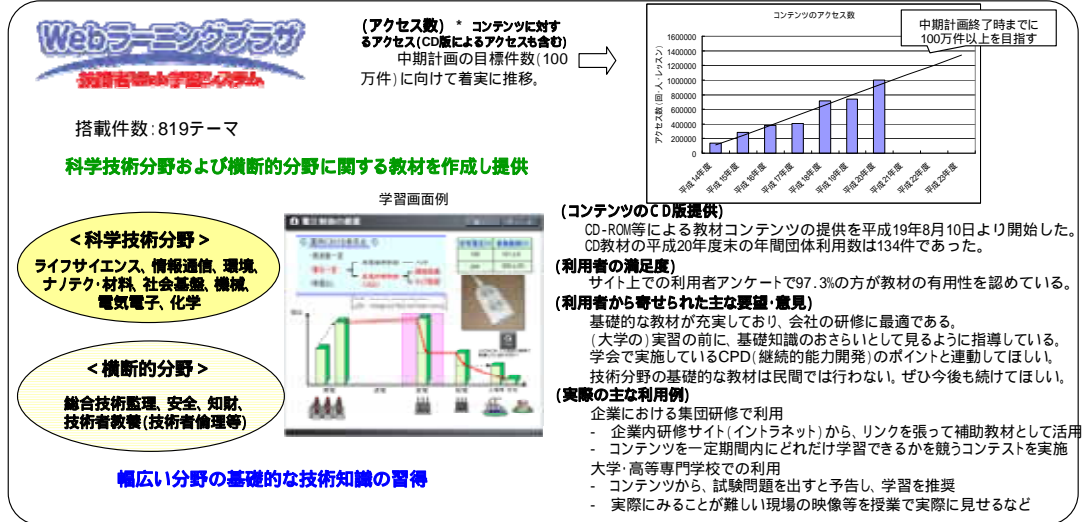 Webラーニングプラザ
技術者Web学習システム
(アクセス数) * コンテンツに対す
るアクセス(CD版によるアクセスも含む)
中期計画の目標件数(100
万件)に向けて着実に推移。
コンテンツのアクセス数
中期計画終了時までに
100万件以上を目指す
アクセス数(回・人・レッスン)
1600000
1400000
1200000
1000000
800000
600000
400000
200000
0
平成14年度
平成15年度
平成16年度
平成17年度
平成18年度
平成19年度
平成20年度
平成21年度
平成22年度
平成23年度
搭載件数:819テーマ
科学技術分野および横断的分野に関する教材を作成し提供
学習画面例
<科学技術分野>
ライフサイエンス、情報通信、環境、
ナノテク・材料、社会基盤、機械、
電気電子、化学
<横断的分野>
総合技術監理、安全、知財、
技術者教養(技術者倫理等)
幅広い分野の基礎的な技術知識の習得
(コンテンツのCD版提供)
CD-ROM等による教材コンテンツの提供を平成19年8月10日より開始した。
CD教材の平成20年度末の年間団体利用数は134件であった。
(利用者の満足度)
サイト上での利用者アンケートで97.3%の方が教材の有用性を認めている。
(利用者から寄せられた主な要望・意見)
基礎的な教材が充実しており、会社の研修に最適である。
(大学の)実習の前に、基礎知識のおさらいとして見るように指導している。
学会で実施しているCPD(継続的能力開発)のポイントと連動してほしい。
技術分野の基礎的な教材は民間では行わない。ぜひ今後も続けてほしい。
(実際の主な利用例)
企業における集団研修で利用
- 企業内研修サイト(イントラネット)から、リンクを張って補助教材として活用
- コンテンツを一定期間内にどれだけ学習できるかを競うコンテストを実施
大学・高等専門学校での利用
- コンテンツから、試験問題を出すと予告し、学習を推奨
- 実際にみることが難しい現場の映像等を授業で実際に見せるなど